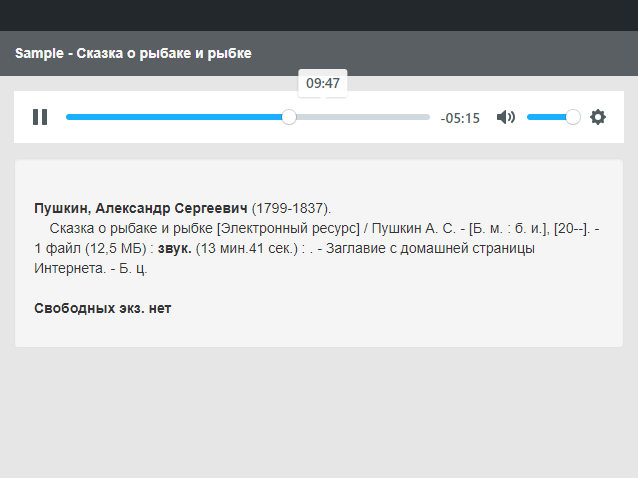 Sample - Сказка о рыбаке и рыбке
09:47
-05:15
Пушкин, Александр Сергеевич (1799-1837).
Сказка о рыбаке и рыбке [Электронный ресурс] / Пушкин А. С. - [Б. м. : б. и.], [20--]. -
1 файл (12,5 МБ) : звук. (13 мин.41 сек.) : . - Заглавие с домашней страницы
Интернета. - Б. ц.
Свободных экз. нет